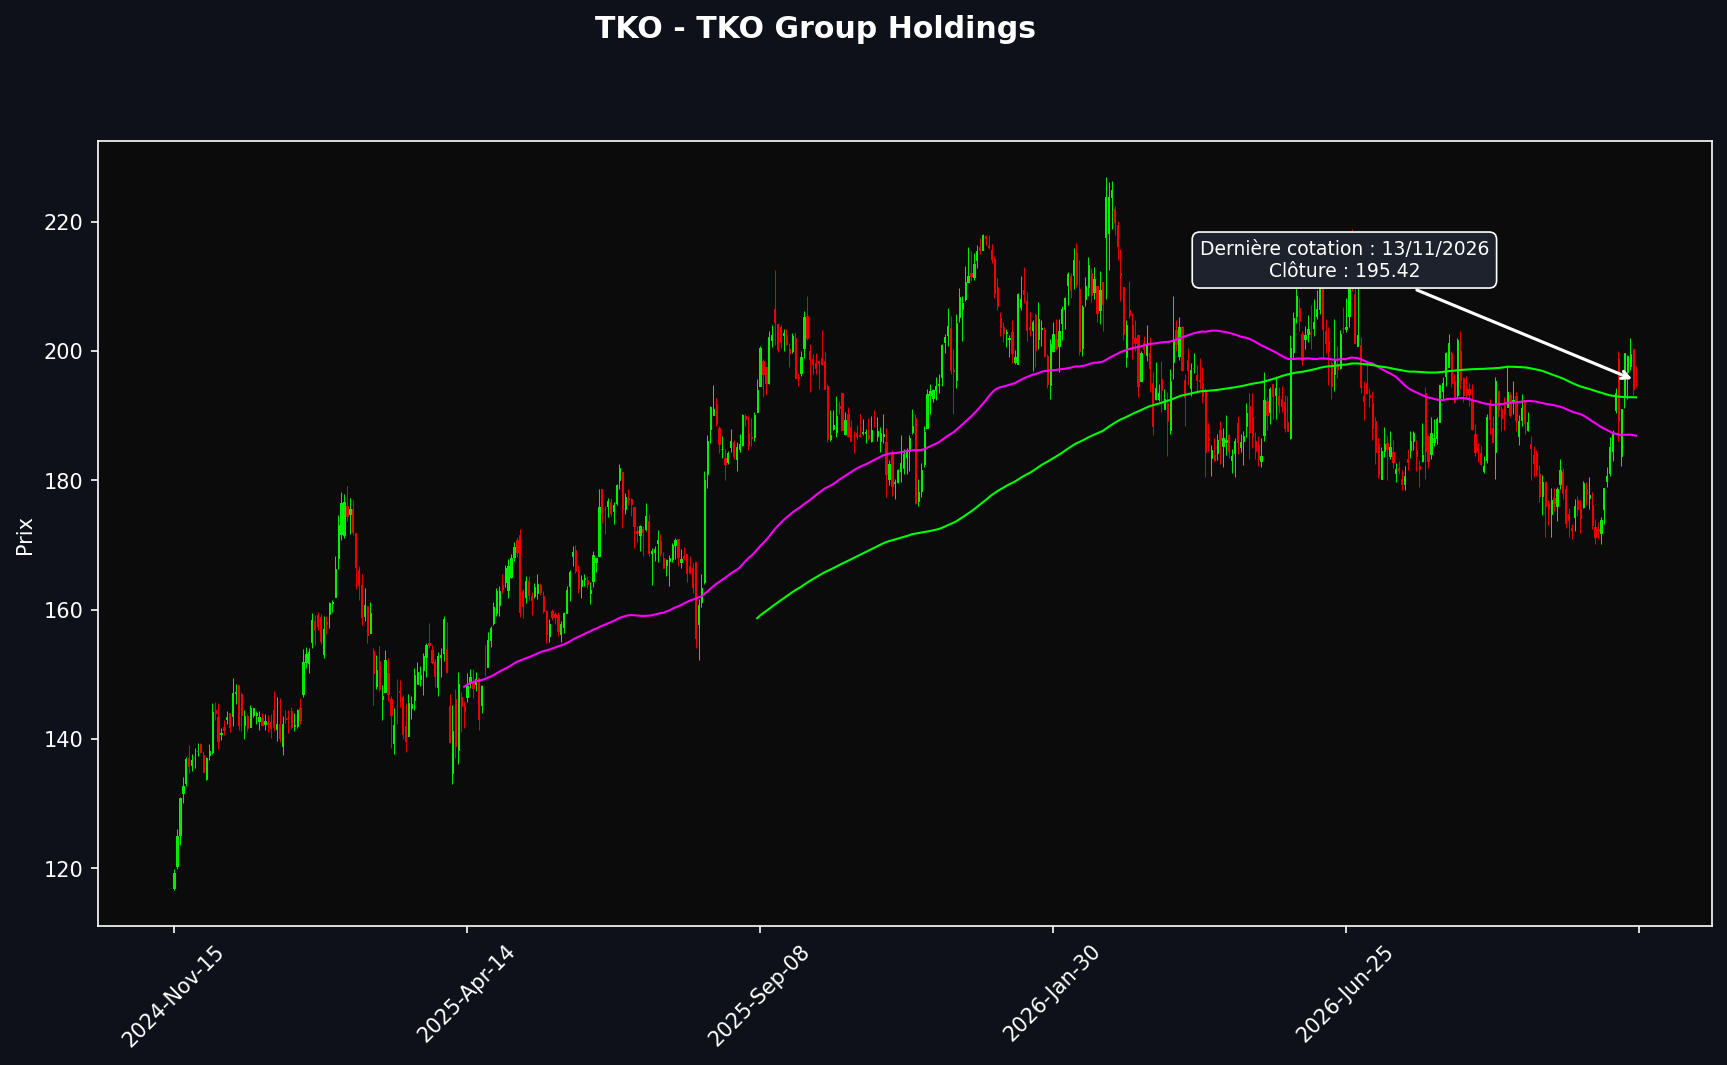 TKO - TKO Group Holdings
Dernière cotation : 13/11/2026
Clôture : 195.42
Prix
220
200
180
160
140
120
2024-Nov-15
2025-Apr-14
2025-Sep-08
2026-Jan-30
2026-Jun-25